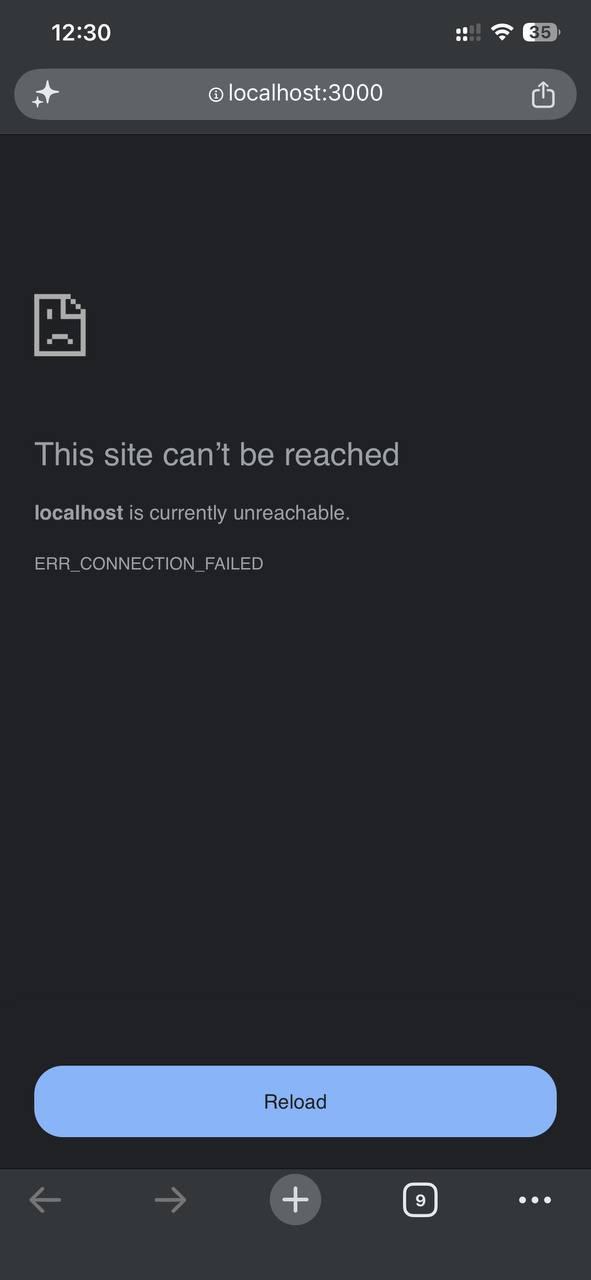 12:30
35
localhost:3000
This site can’t be reached
localhost is currently unreachable.
ERR_CONNECTION_FAILED
Reload
9